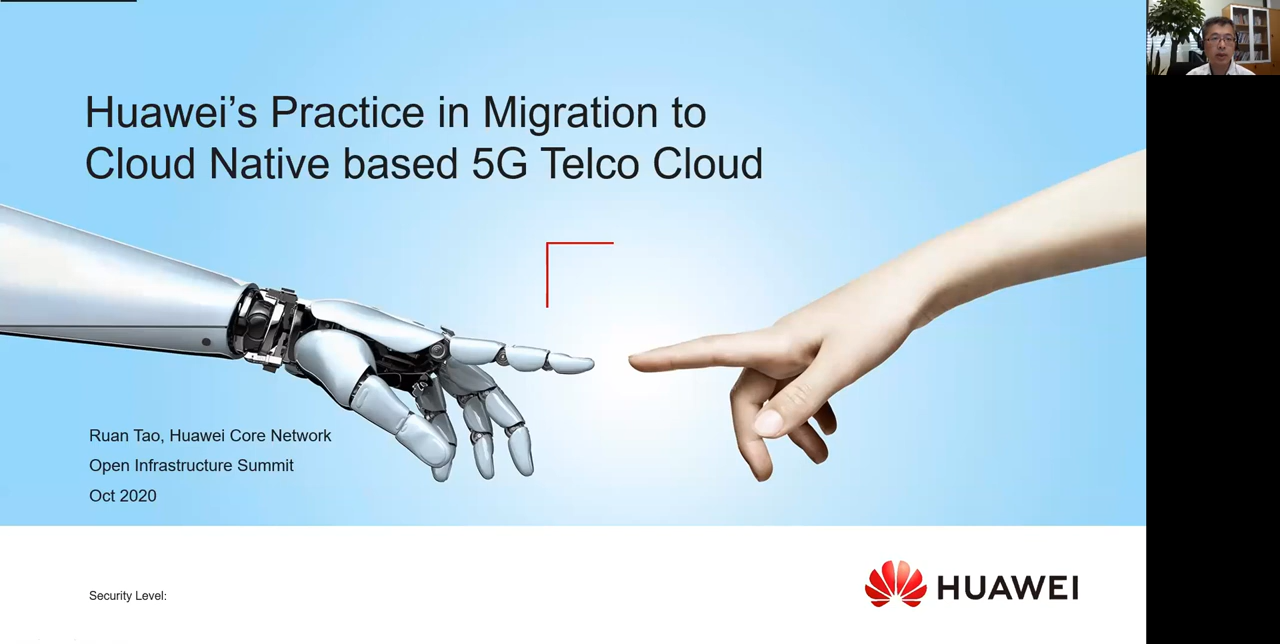 Huawei’s Practice in Migration to
Cloud Native based 5G Telco Cloud
Ruan Tao, Huawei Core Network
Open Infrastructure Summit
Oct 2020
Security Level:
HUAWEI